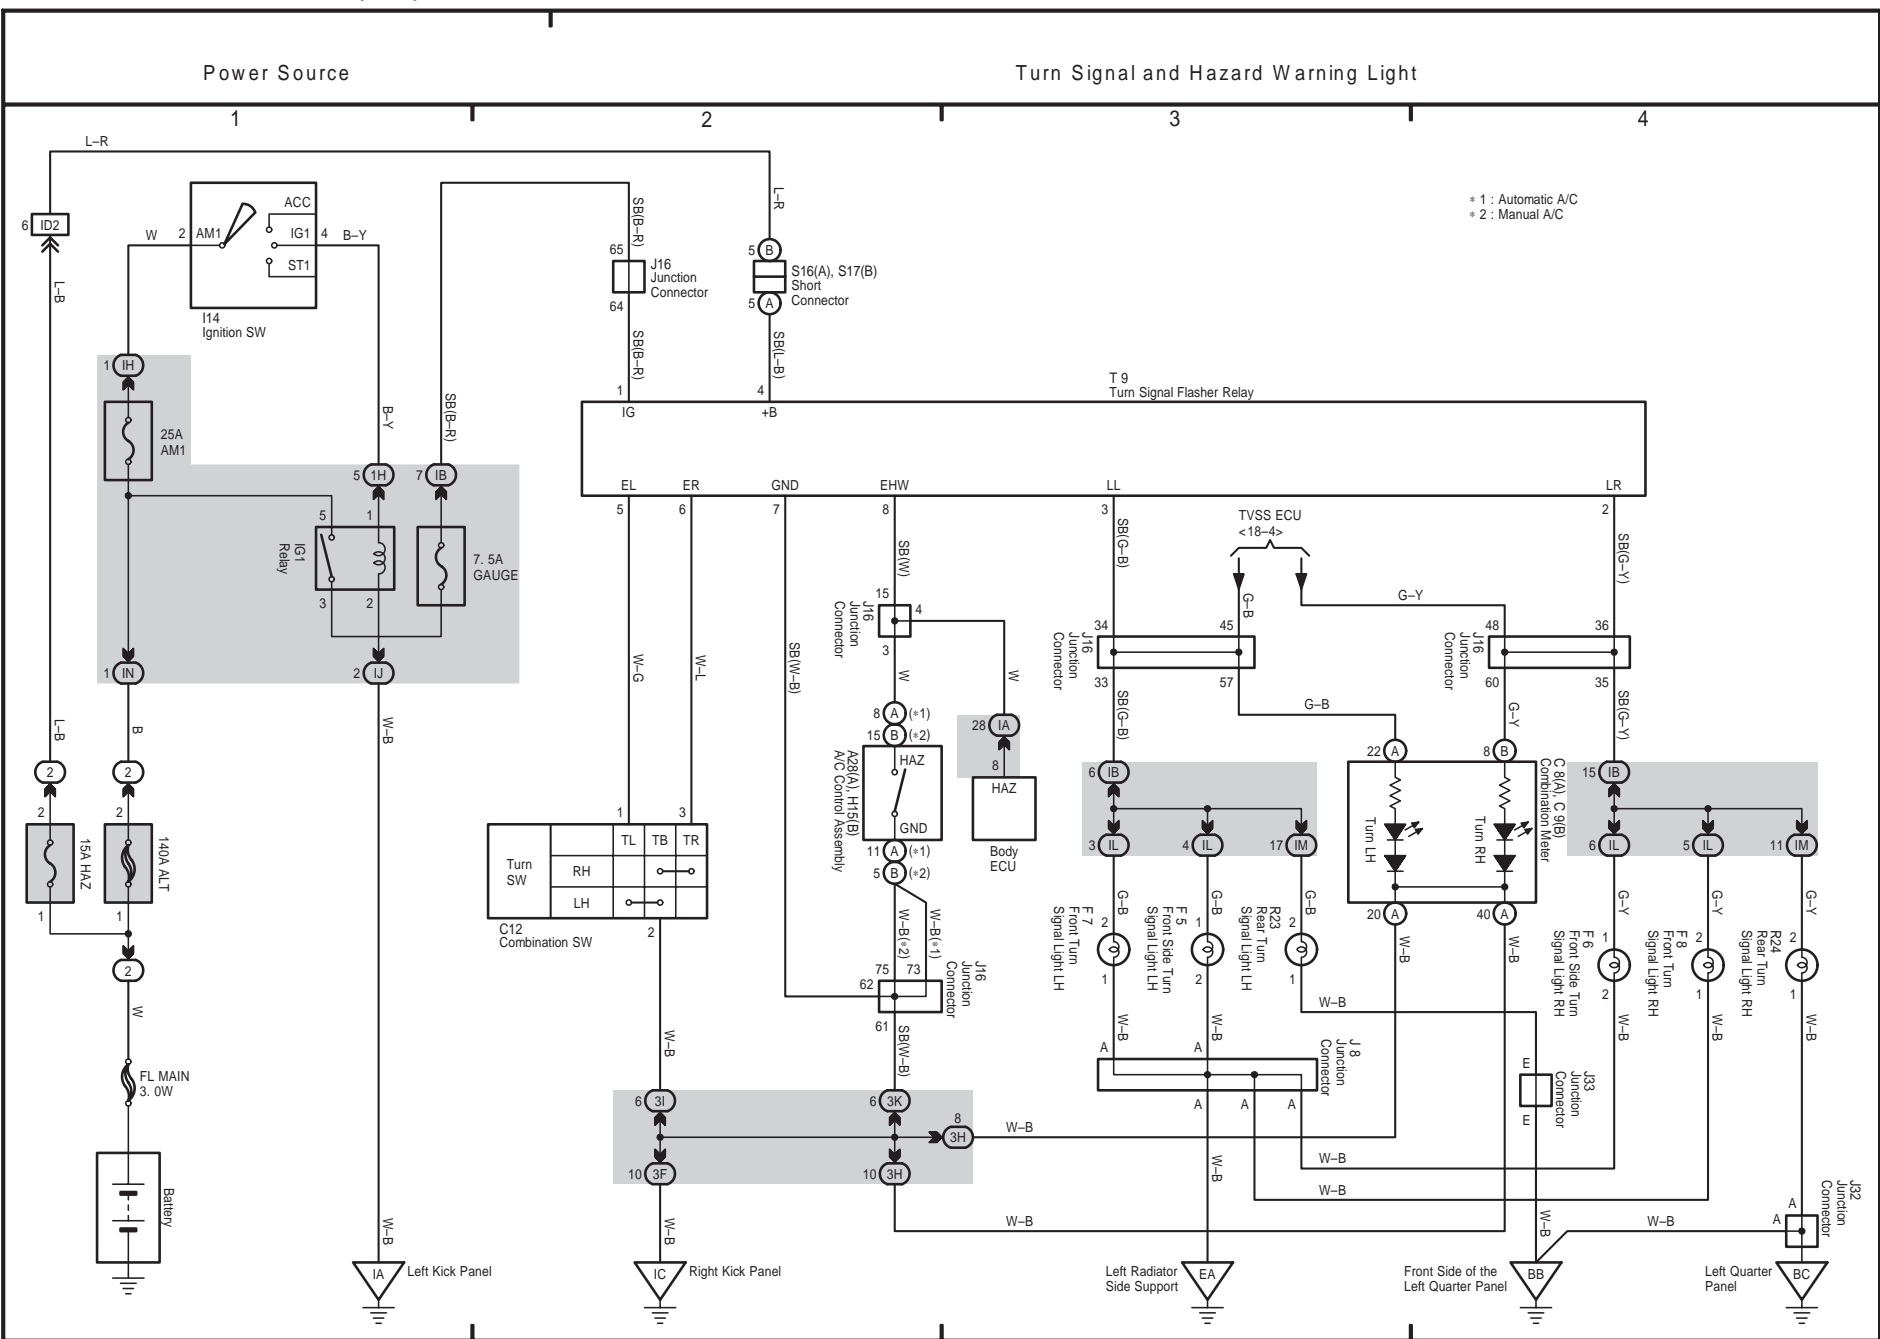 Power Source
Turn Signal and Hazard Warning Light
1
2
3
4
L–R
ACC
2
AM1
IG1
4
B–Y
W
ST1
I14
Ignition SW
6
ID2
L–B
SB(B–R)
65
J16
Junction
Connector
64
SB(B–R)
L–R
5
B
S16(A), S17(B)
Short
Connector
5
A
SB(L–B)
∗ 1 : Automatic A/C
∗ 2 : Manual A/C
1
IH
25A
AM1
B–Y
SB(B–R)
5
1H
7
IB
5
1
IG1
Relay
3
2
7. 5A
GAUGE
1
IN
2
IJ
T 9
Turn Signal Flasher Relay
1
4
IG
+B
EL
ER
GND
EHW
LL
LR
5
6
7
8
3
2
SB(W)
SB(G–B)
TVSS ECU
<18–4>
G–B
G–Y
SB(G–Y)
15
4
J16
Junction
Connector
3
W
W
34
45
J16
Junction
Connector
33
57
48
36
J16
Junction
Connector
60
35
SB(G–B)
G–B
G–Y
SB(G–Y)
W–G
W–L
SB(W–B)
L–B
B
W–B
8
A
(∗1)
15
B
(∗2)
HAZ
GND
A28(A), H15(B)
A/C Control Assembly
11
A
(∗1)
5
B
(∗2)
28
IA
8
HAZ
Body
ECU
6
IB
3
IL
4
IL
17
IM
22
A
8
B
Turn LH
Turn RH
C 8(A), C 9(B)
Combination Meter
20
A
40
A
15
IB
6
IL
5
IL
11
IM
2
2
2
2
15A HAZ
140A ALT
1
1
2
W
FL MAIN
3. 0W
Battery
1
3
TL
TB
TR
Turn
SW
RH
LH
C12
Combination SW
2
W–B
W–B(∗2)
W–B(∗1)
75
73
62
J16
Junction
Connector
61
SB(W–B)
G–B
2
F 7
Front Turn
Signal Light LH
1
W–B
G–B
1
F 5
Front Side Turn
Signal Light LH
2
W–B
G–B
2
R23
Rear Turn
Signal Light LH
1
W–B
W–B
W–B
G–Y
1
F 6
Front Side Turn
Signal Light RH
2
W–B
G–Y
2
F 8
Front Turn
Signal Light RH
1
W–B
G–Y
2
R24
Rear Turn
Signal Light RH
1
W–B
A
A
J 8
Junction
Connector
A
A
A
E
J33
Junction
Connector
E
6
3I
6
3K
8
3H
W–B
10
3F
10
3H
W–B
W–B
W–B
W–B
W–B
W–B
W–B
W–B
W–B
A
A
J32
Junction
Connector
IA
Left Kick Panel
IC
Right Kick Panel
Left Radiator
Side Support
EA
Front Side of the
Left Quarter Panel
BB
Left Quarter
Panel
BC